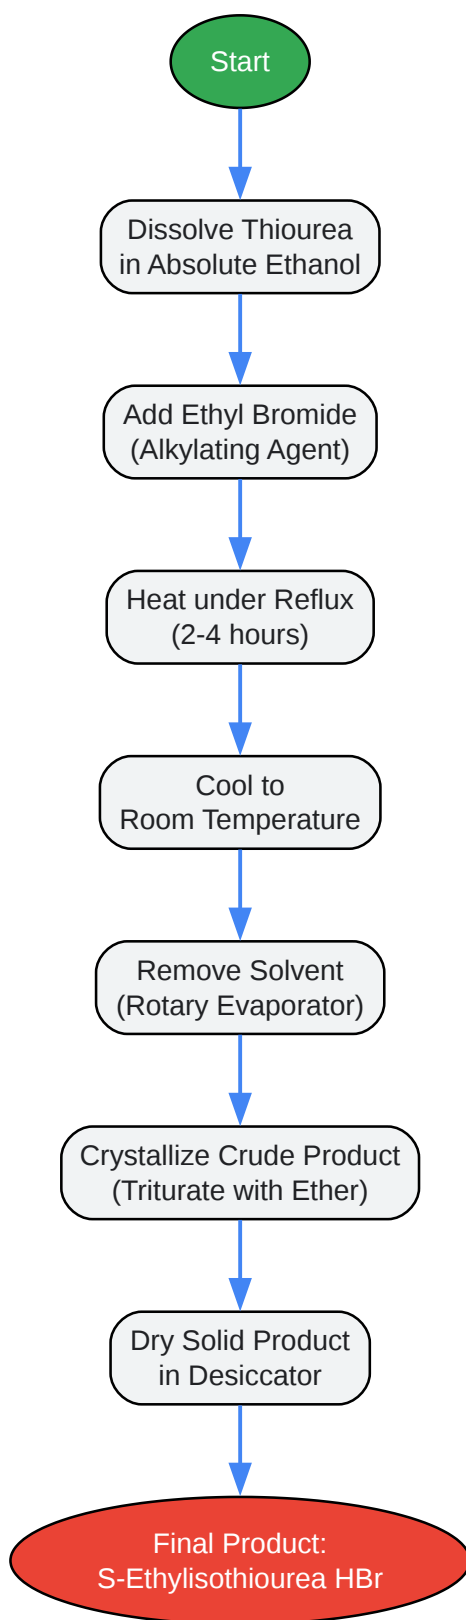 Start
Dissolve Thiourea
in Absolute Ethanol
Add Ethyl Bromide
(Alkylating Agent)
Heat under Reflux
(2-4 hours)
Cool to
Room Temperature
Remove Solvent
(Rotary Evaporator)
Crystallize Crude Product
(Triturate with Ether)
Dry Solid Product
in Desiccator
Final Product:
S-Ethylisothiourea HBr